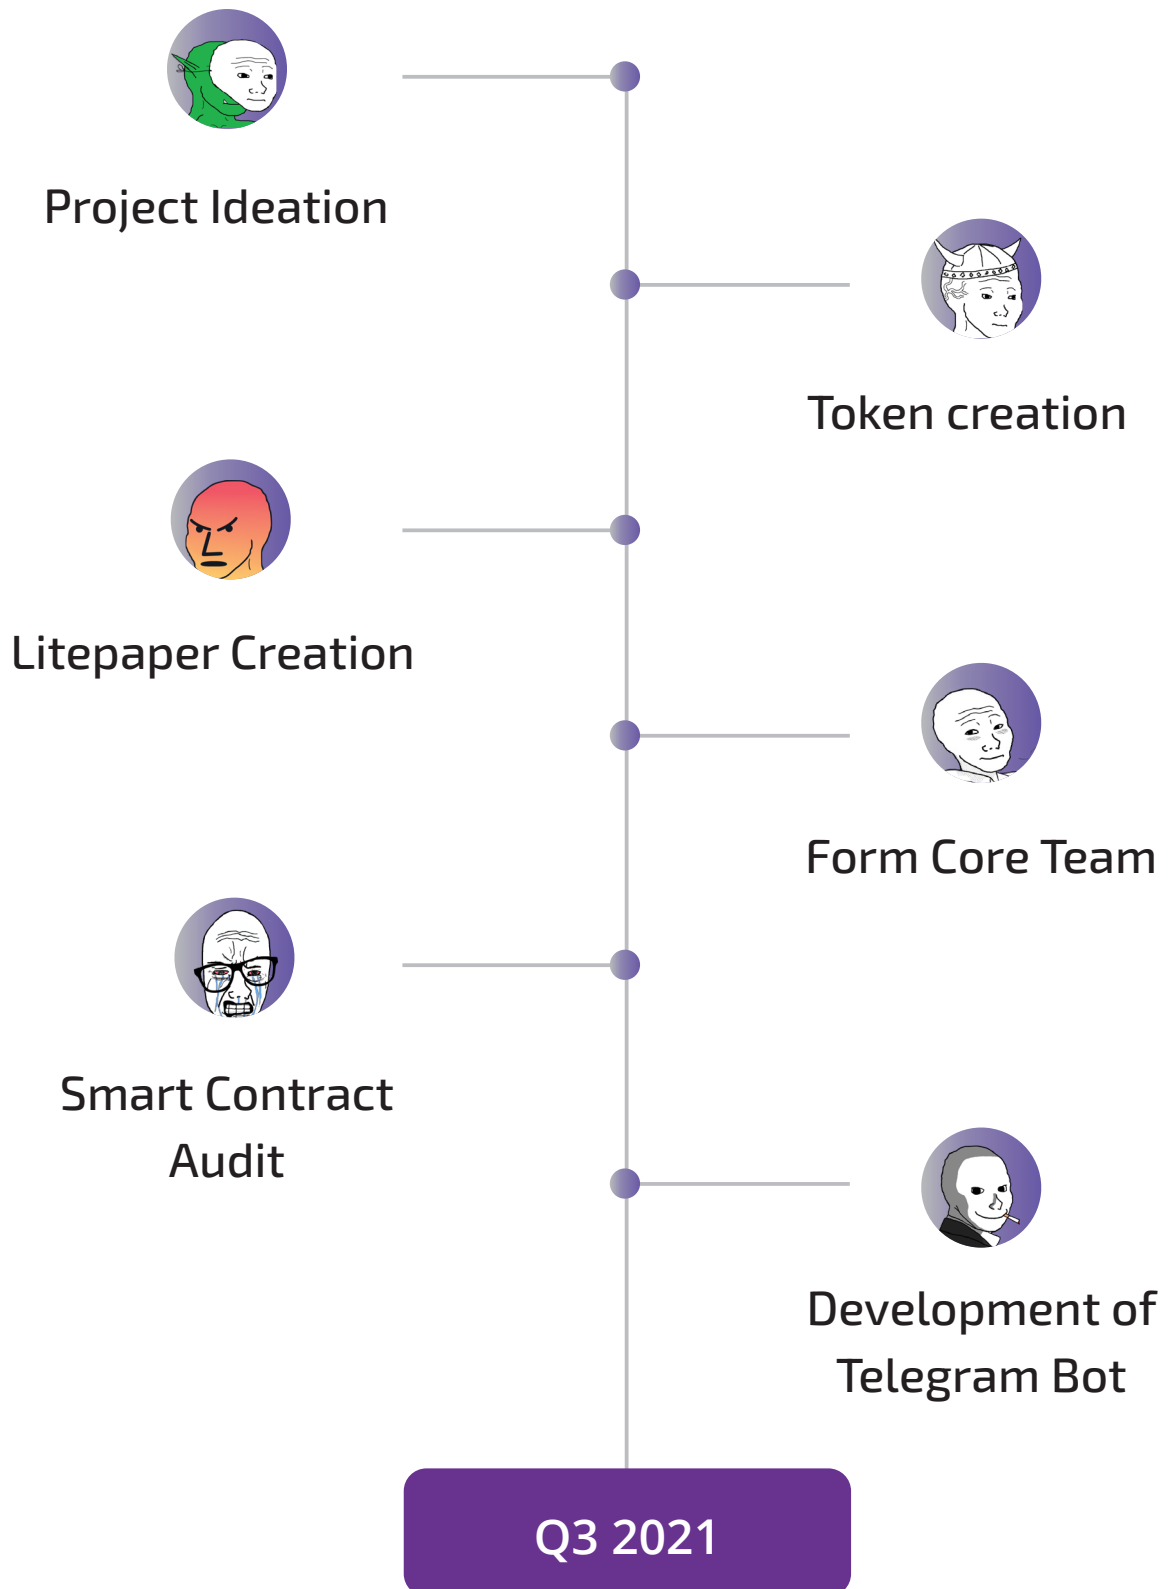 Project Ideation
Token creation
Litepaper Creation
Form Core Team
Smart Contract
Audit
Development of
Telegram Bot
Q3 2021